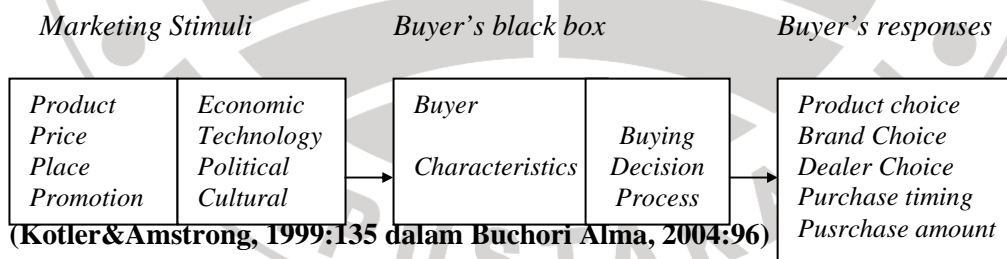 Marketing Stimuli
Buyer's black box
Buyer's responses
Product
Price
Place
Promotion
Economic
Technology
Political
Cultural
Buyer
Characteristics
Buying
Decision
Process
Product choice
Brand Choice
Dealer Choice
Purchase timing
Pusrchase amount
(Kotler&Amstrong, 1999:135 dalam Buchori Alma, 2004:96)